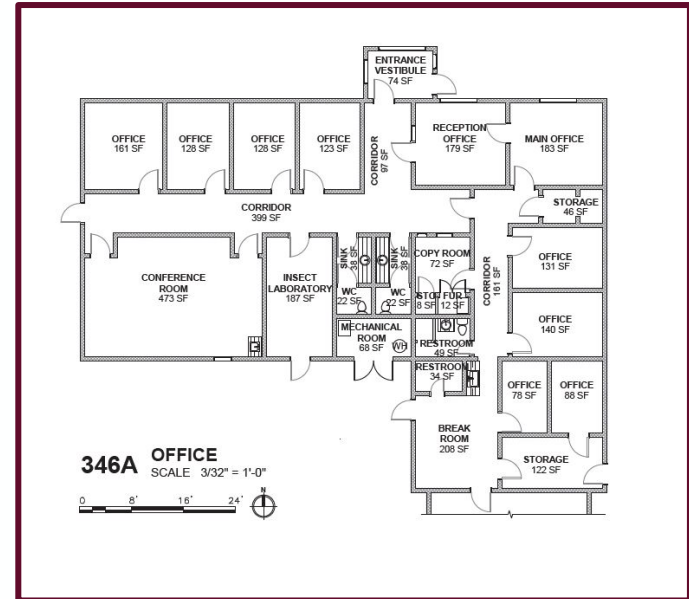 ENTRANCE
VESTIBULE
74 SF
OFFICE
161 SF
OFFICE
128 SF
OFFICE
128 SF
OFFICE
123 SF
CORRIDOR
97 SF
RECEPTION
OFFICE
179 SF
MAIN OFFICE
183 SF
CORRIDOR
399 SF
STORAGE
46 SF
CONFERENCE
ROOM
473 SF
INSECT
LABORATORY
187 SF
SINK
38 SF
SINK
38 SF
WC
22 SF
WC
22 SF
COPY ROOM
72 SF
STO
8 SF
FUR.
12 SF
CORRIDOR
161 SF
OFFICE
131 SF
OFFICE
140 SF
MECHANICAL
ROOM
68 SF
WH
RESTROOM
49 SF
RESTROOM
34 SF
OFFICE
78 SF
OFFICE
88 SF
BREAK
ROOM
208 SF
STORAGE
122 SF
346A OFFICE
SCALE 3/32" = 1'-0"
0 8' 16' 24'
N